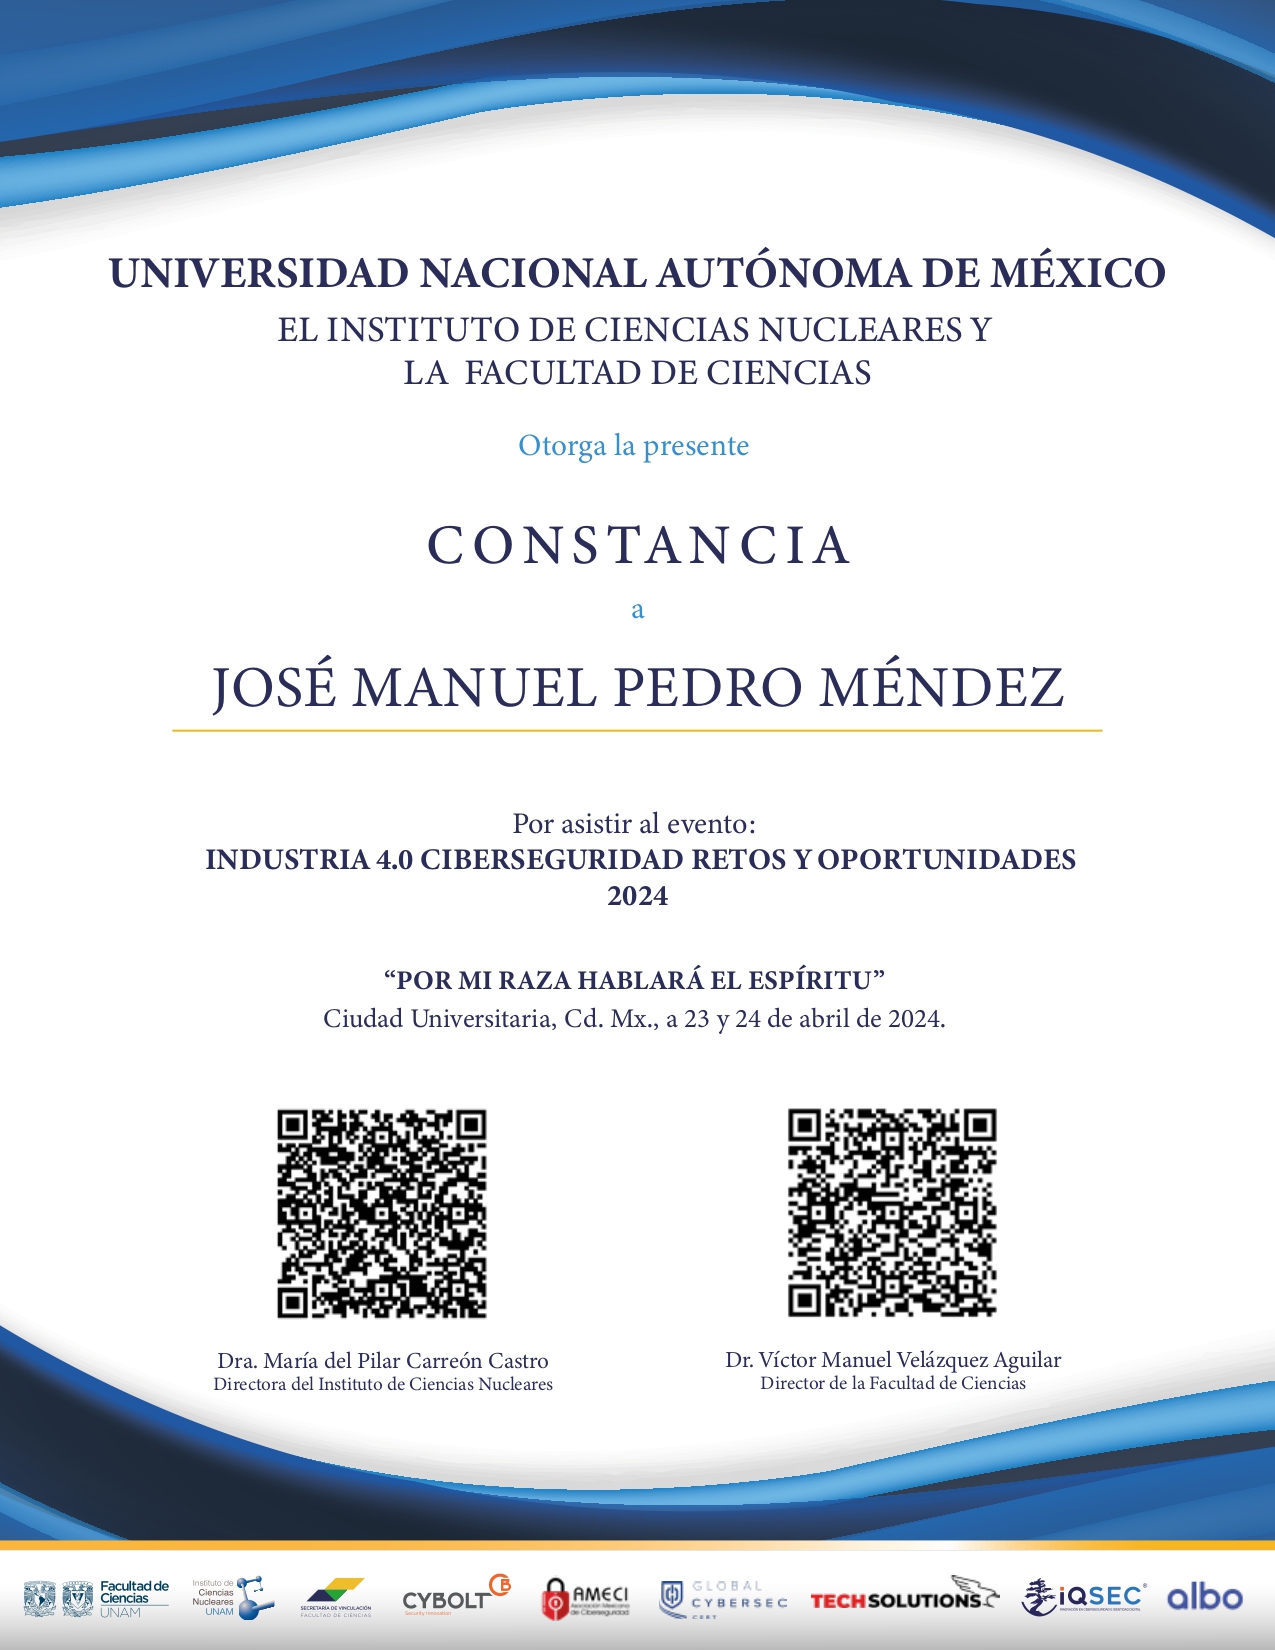 UNIVERSIDAD NACIONAL AUTÓNOMA DE MÉXICO
EL INSTITUTO DE CIENCIAS NUCLEARES Y
LA FACULTAD DE CIENCIAS
Otorga la presente
CONSTANCIA
a
JOSÉ MANUEL PEDRO MÉNDEZ
Por asistir al evento:
INDUSTRIA 4.0 CIBERSEGURIDAD RETOS Y OPORTUNIDADES
2024
“POR MI RAZA HABLARÁ EL ESPÍRITU”
Ciudad Universitaria, Cd. Mx., a 23 y 24 de abril de 2024.
Dra. María del Pilar Carreón Castro
Directora del Instituto de Ciencias Nucleares
Dr. Víctor Manuel Velázquez Aguilar
Director de la Facultad de Ciencias
Facultad de
Ciencias
UNAM
Instituto de
Ciencias
Nucleares
UNAM
SECRETARÍA DE VINCULACIÓN
FACULTAD DE CIENCIAS
CYBOLT
Security Innovation
AMECI
Asociación Mexicana
de Ciberseguridad
GLOBAL
CYBERSEC
CERT
TECHSOLUTIONS
iQSEC®
albo